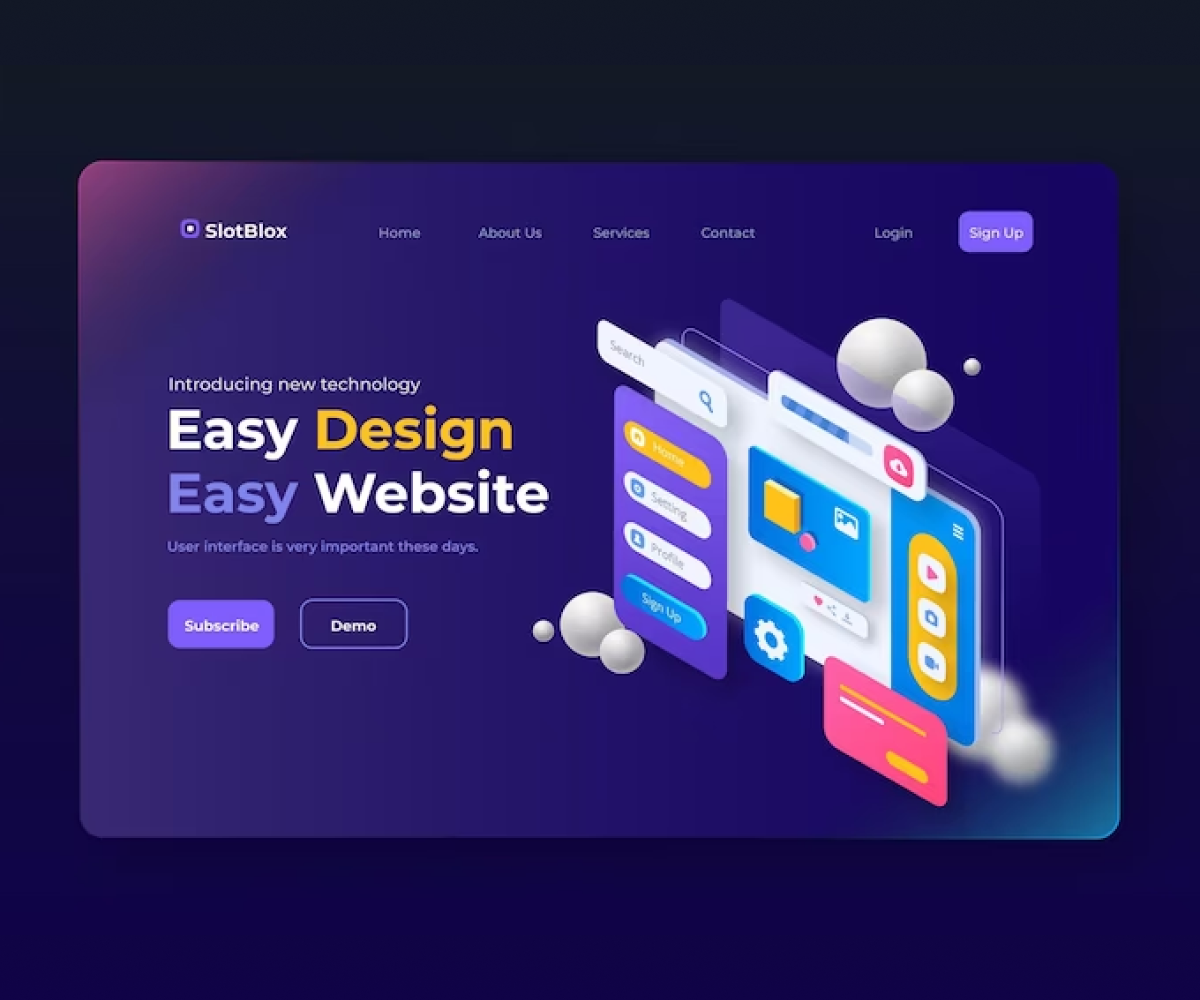 SlotBlox
Home
About Us
Services
Contact
Login
Sign Up
Introducing new technology
Easy Design
Easy Website
User interface is very important these days.
Subscribe
Demo
Search
Home
Setting
Profile
Sign Up